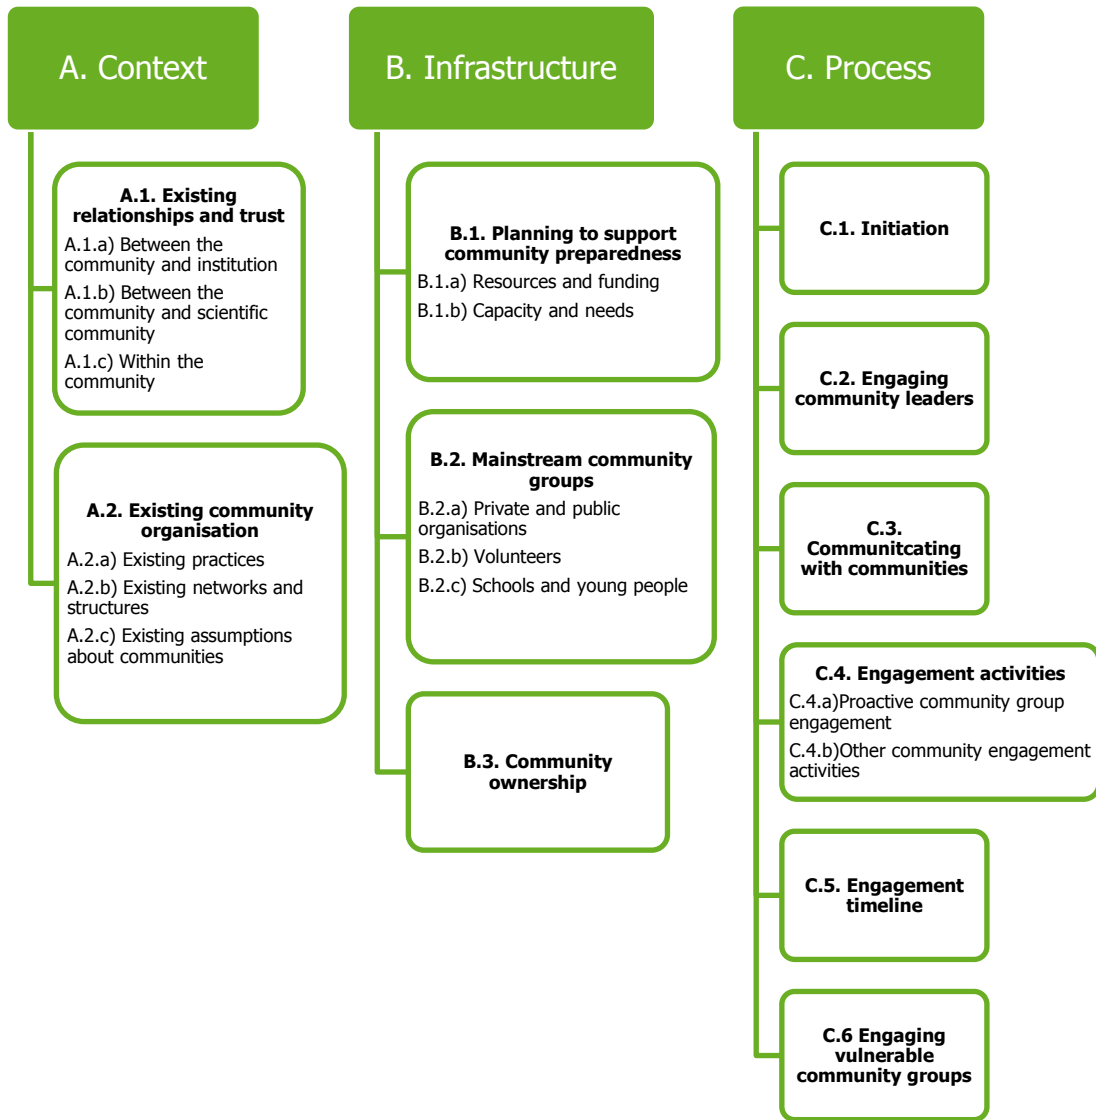 A. Context
A.1. Existing
relationships and trust
A.1.a) Between the
community and institution
A.1.b) Between the
community and scientific
community
A.1.c) Within the
community
A.2. Existing community
organisation
A.2.a) Existing practices
A.2.b) Existing networks and
structures
A.2.c) Existing assumptions
about communities
B. Infrastructure
B.1. Planning to support
community preparedness
B.1.a) Resources and funding
B.1.b) Capacity and needs
B.2. Mainstream community
groups
B.2.a) Private and public
organisations
B.2.b) Volunteers
B.2.c) Schools and young people
B.3. Community
ownership
C. Process
C.1. Initiation
C.2. Engaging
community leaders
C.3.
Communitcating
with communities
C.4. Engagement activities
C.4.a)Proactive community group
engagement
C.4.b)Other community engagement
activities
C.5. Engagement
timeline
C.6 Engaging
vulnerable
community groups